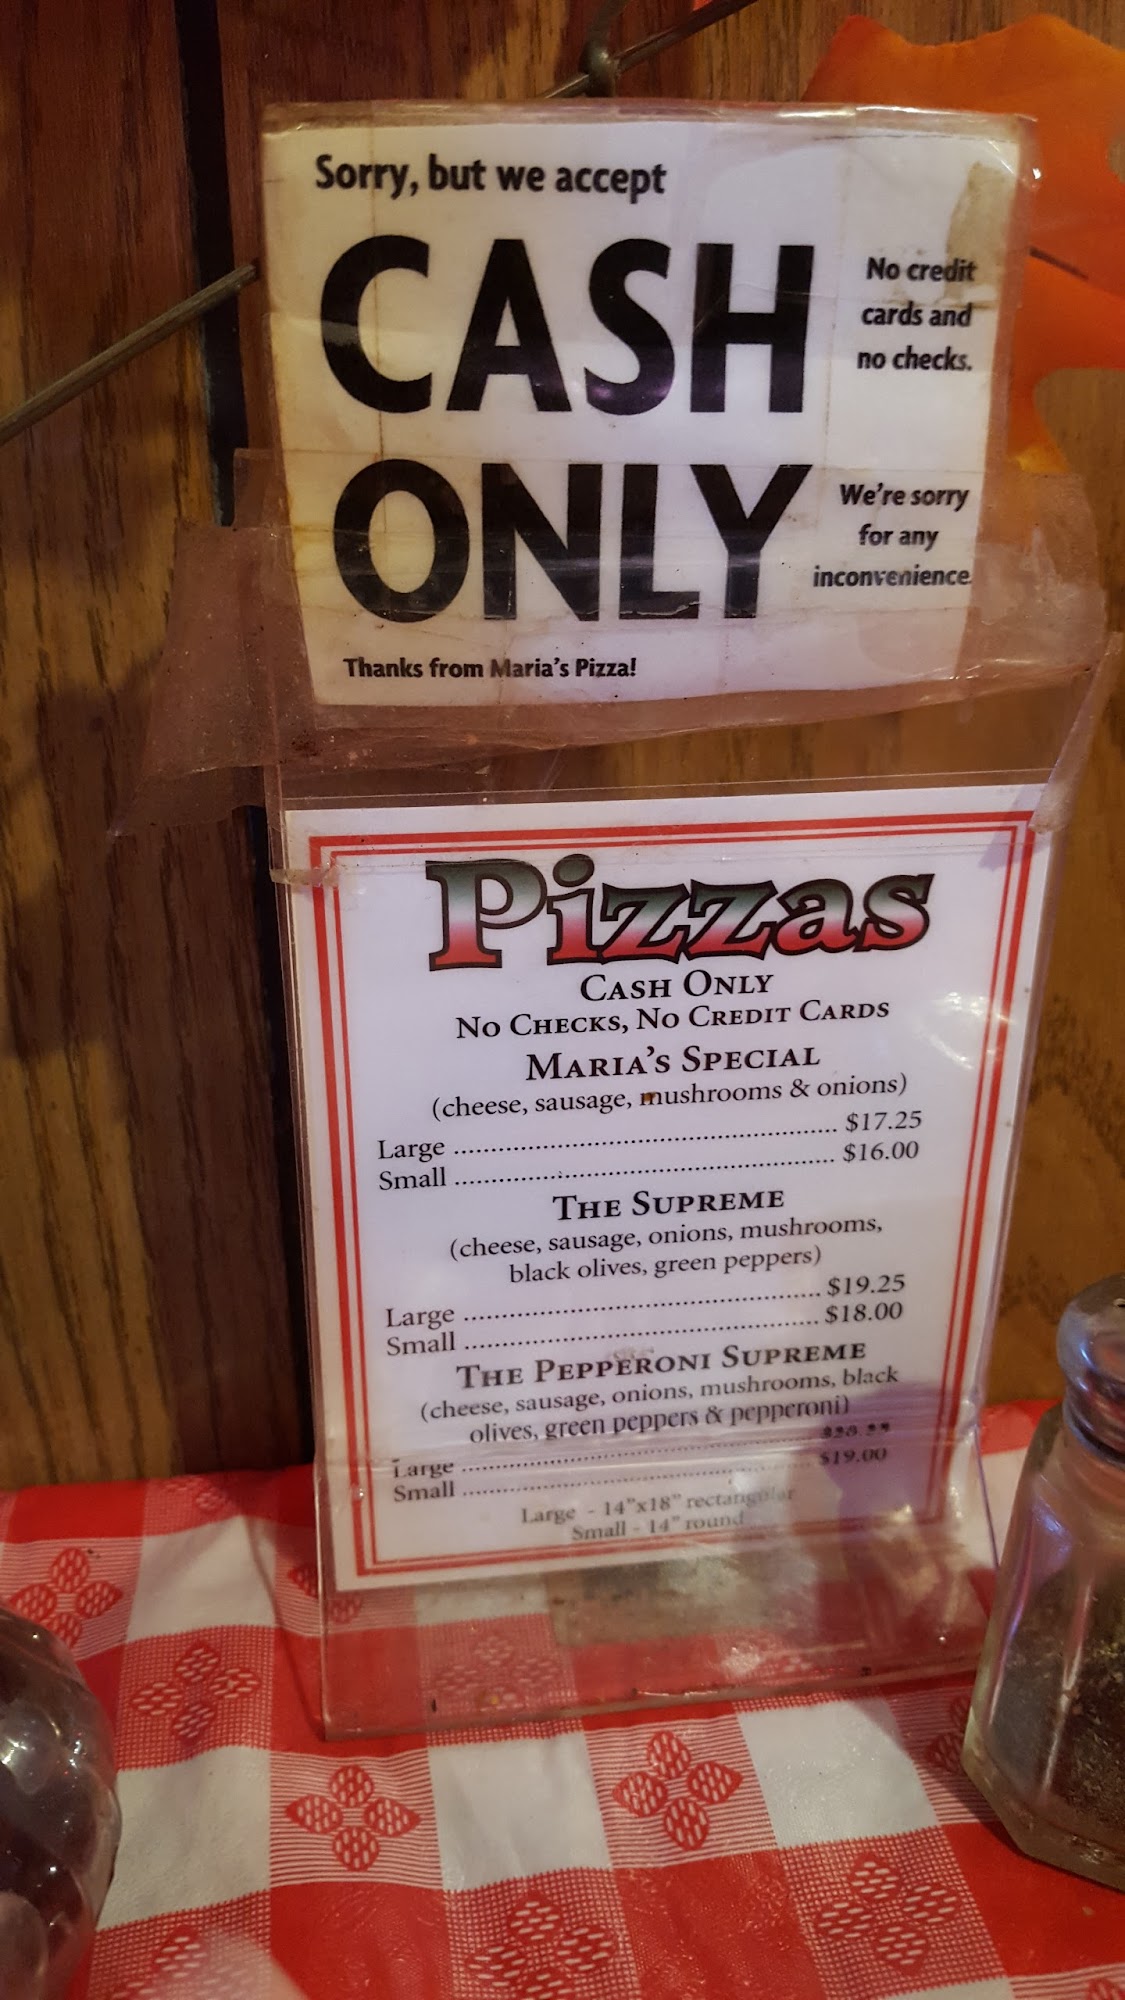 Sorry, but we accept
CASH
ONLY
No credit
cards and
no checks.
We're sorry
for any
inconvenience.
Thanks from Maria's Pizza!
Pizzas
CASH ONLY
NO CHECKS, NO CREDIT CARDS
MARIA'S SPECIAL
(cheese, sausage, mushrooms & onions)
Large ........ $17.25
Small ........ $16.00
THE SUPREME
(cheese, sausage, onions, mushrooms,
black olives, green peppers)
Large ........ $19.25
Small ........ $18.00
THE PEPPERONI SUPREME
(cheese, sausage, onions, mushrooms, black
olives, green peppers & pepperoni)
Large ........
Small ........ $19.00
Large - 14"x18" rectangular
Small - 14" round